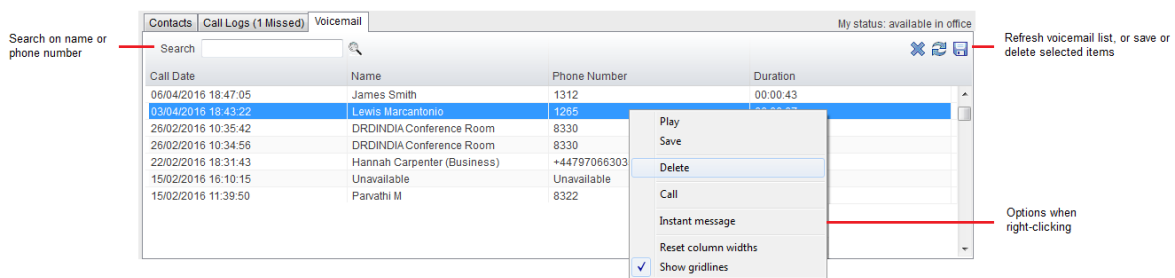 Contacts Call Logs (1 Missed) Voicemail My status: available in office
Search on name or
phone number
Search
Refresh voicemail list, or save or
delete selected items
Call Date Name Phone Number Duration
06/04/2016 18:47:05 James Smith 1312 00:00:43
03/04/2016 18:43:22 Lewis Marcantonio 1265
26/02/2016 10:35:42 DRDINDIA Conference Room 8330
26/02/2016 10:34:56 DRDINDIA Conference Room 8330
22/02/2016 18:31:43 Hannah Carpenter (Business) +44797066303
15/02/2016 16:10:15 Unavailable Unavailable
15/02/2016 11:39:50 Parvathi M 8322
Play
Save
Delete
Call
Instant message
Reset column widths
Show gridlines
Options when
right-clicking